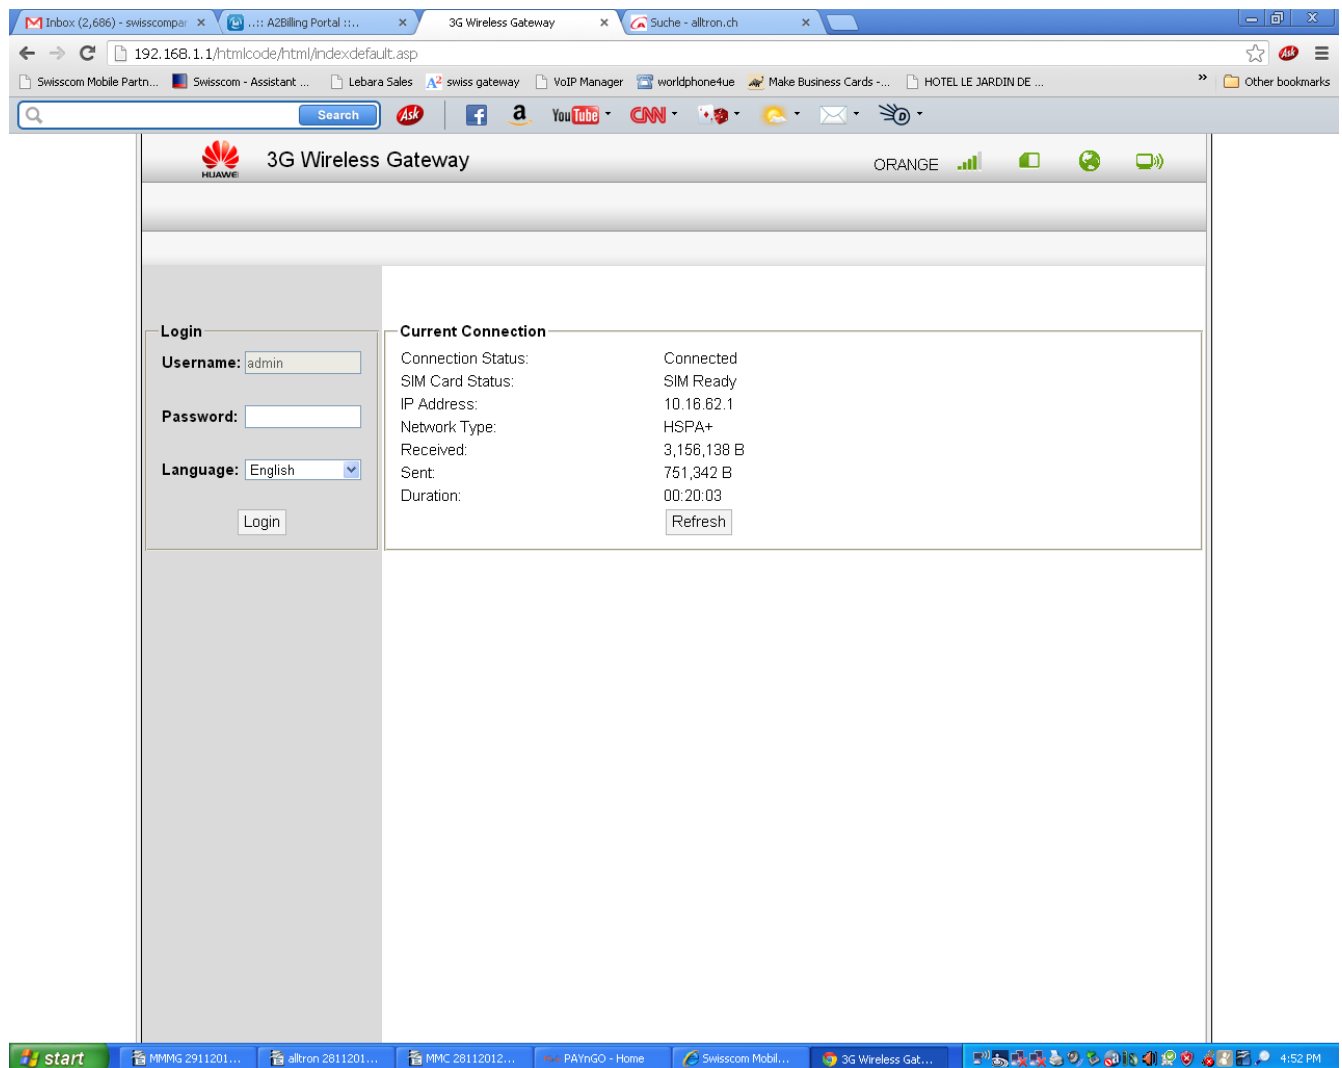 Inbox (2,686) - swisscompar
..:: A2Billing Portal ::..
3G Wireless Gateway
Suche - alltron.ch
192.168.1.1/htmlcode/html/indexdefault.asp
Ask
Swisscom Mobile Partn...
Swisscom - Assistant ...
Lebara Sales
A2 swiss gateway
VoIP Manager
worldphone4ue
Make Business Cards -...
HOTEL LE JARDIN DE ...
»
Other bookmarks
Search
Ask
f
a
YouTube
CNN
D
HUAWEI
3G Wireless Gateway
ORANGE
Login
Username: admin
Password:
Language: English
Login
Current Connection
Connection Status: Connected
SIM Card Status: SIM Ready
IP Address: 10.16.62.1
Network Type: HSPA+
Received: 3,156,138 B
Sent: 751,342 B
Duration: 00:20:03
Refresh
start
MMMG 2911201...
alltron 2811201...
MMC 28112012...
PAYnGO - Home
Swisscom Mobil...
3G Wireless Gat...
4:52 PM